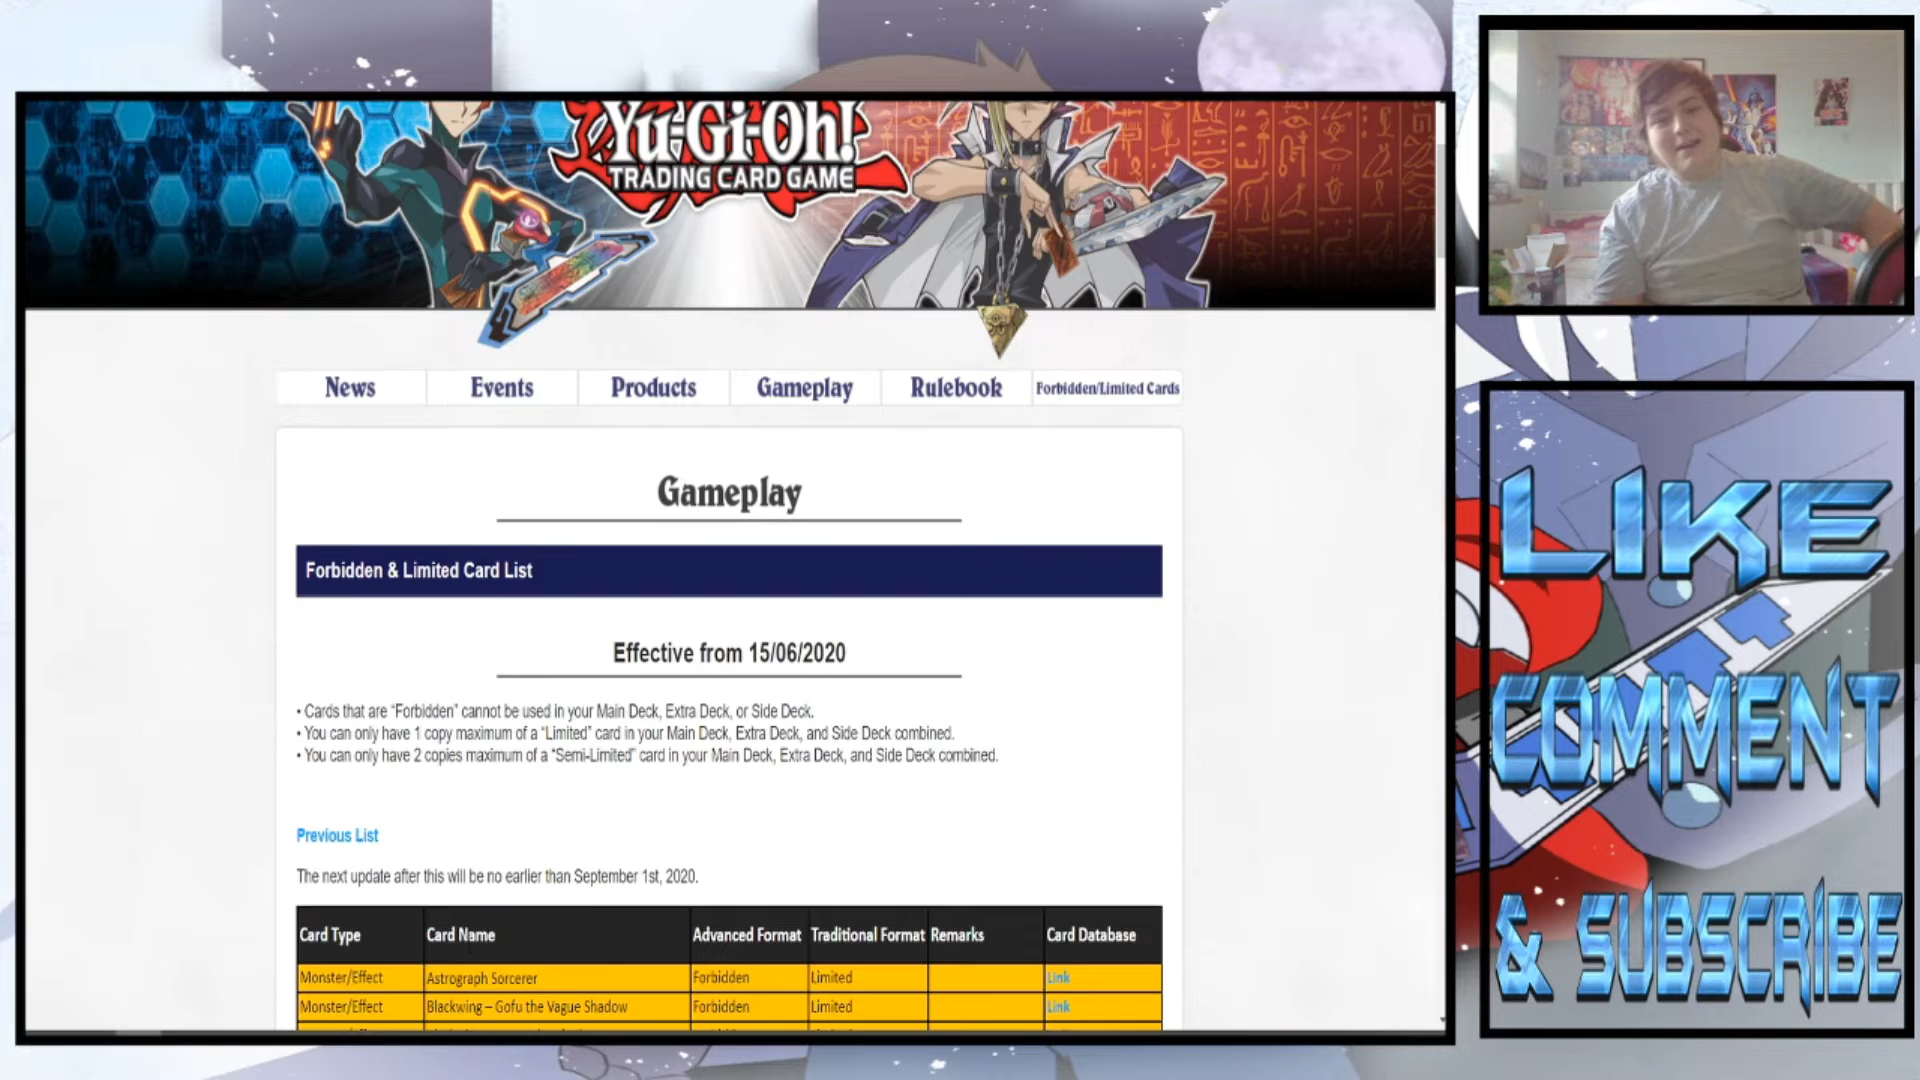 Yu-Gi-Oh!
TRADING CARD GAME
News Events Products Gameplay Rulebook Forbidden/Limited Cards
Gameplay
Forbidden & Limited Card List
Effective from 15/06/2020
• Cards that are “Forbidden” cannot be used in your Main Deck, Extra Deck, or Side Deck.
• You can only have 1 copy maximum of a “Limited” card in your Main Deck, Extra Deck, and Side Deck combined.
• You can only have 2 copies maximum of a “Semi-Limited” card in your Main Deck, Extra Deck, and Side Deck combined.
Previous List
The next update after this will be no earlier than September 1st, 2020.
Card Type Card Name Advanced Format Traditional Format Remarks Card Database
Monster/Effect Astrograph Sorcerer Forbidden Limited Link
Monster/Effect Blackwing – Gofu the Vague Shadow Forbidden Limited Link
LIKE
COMMENT
& SUBSCRIBE